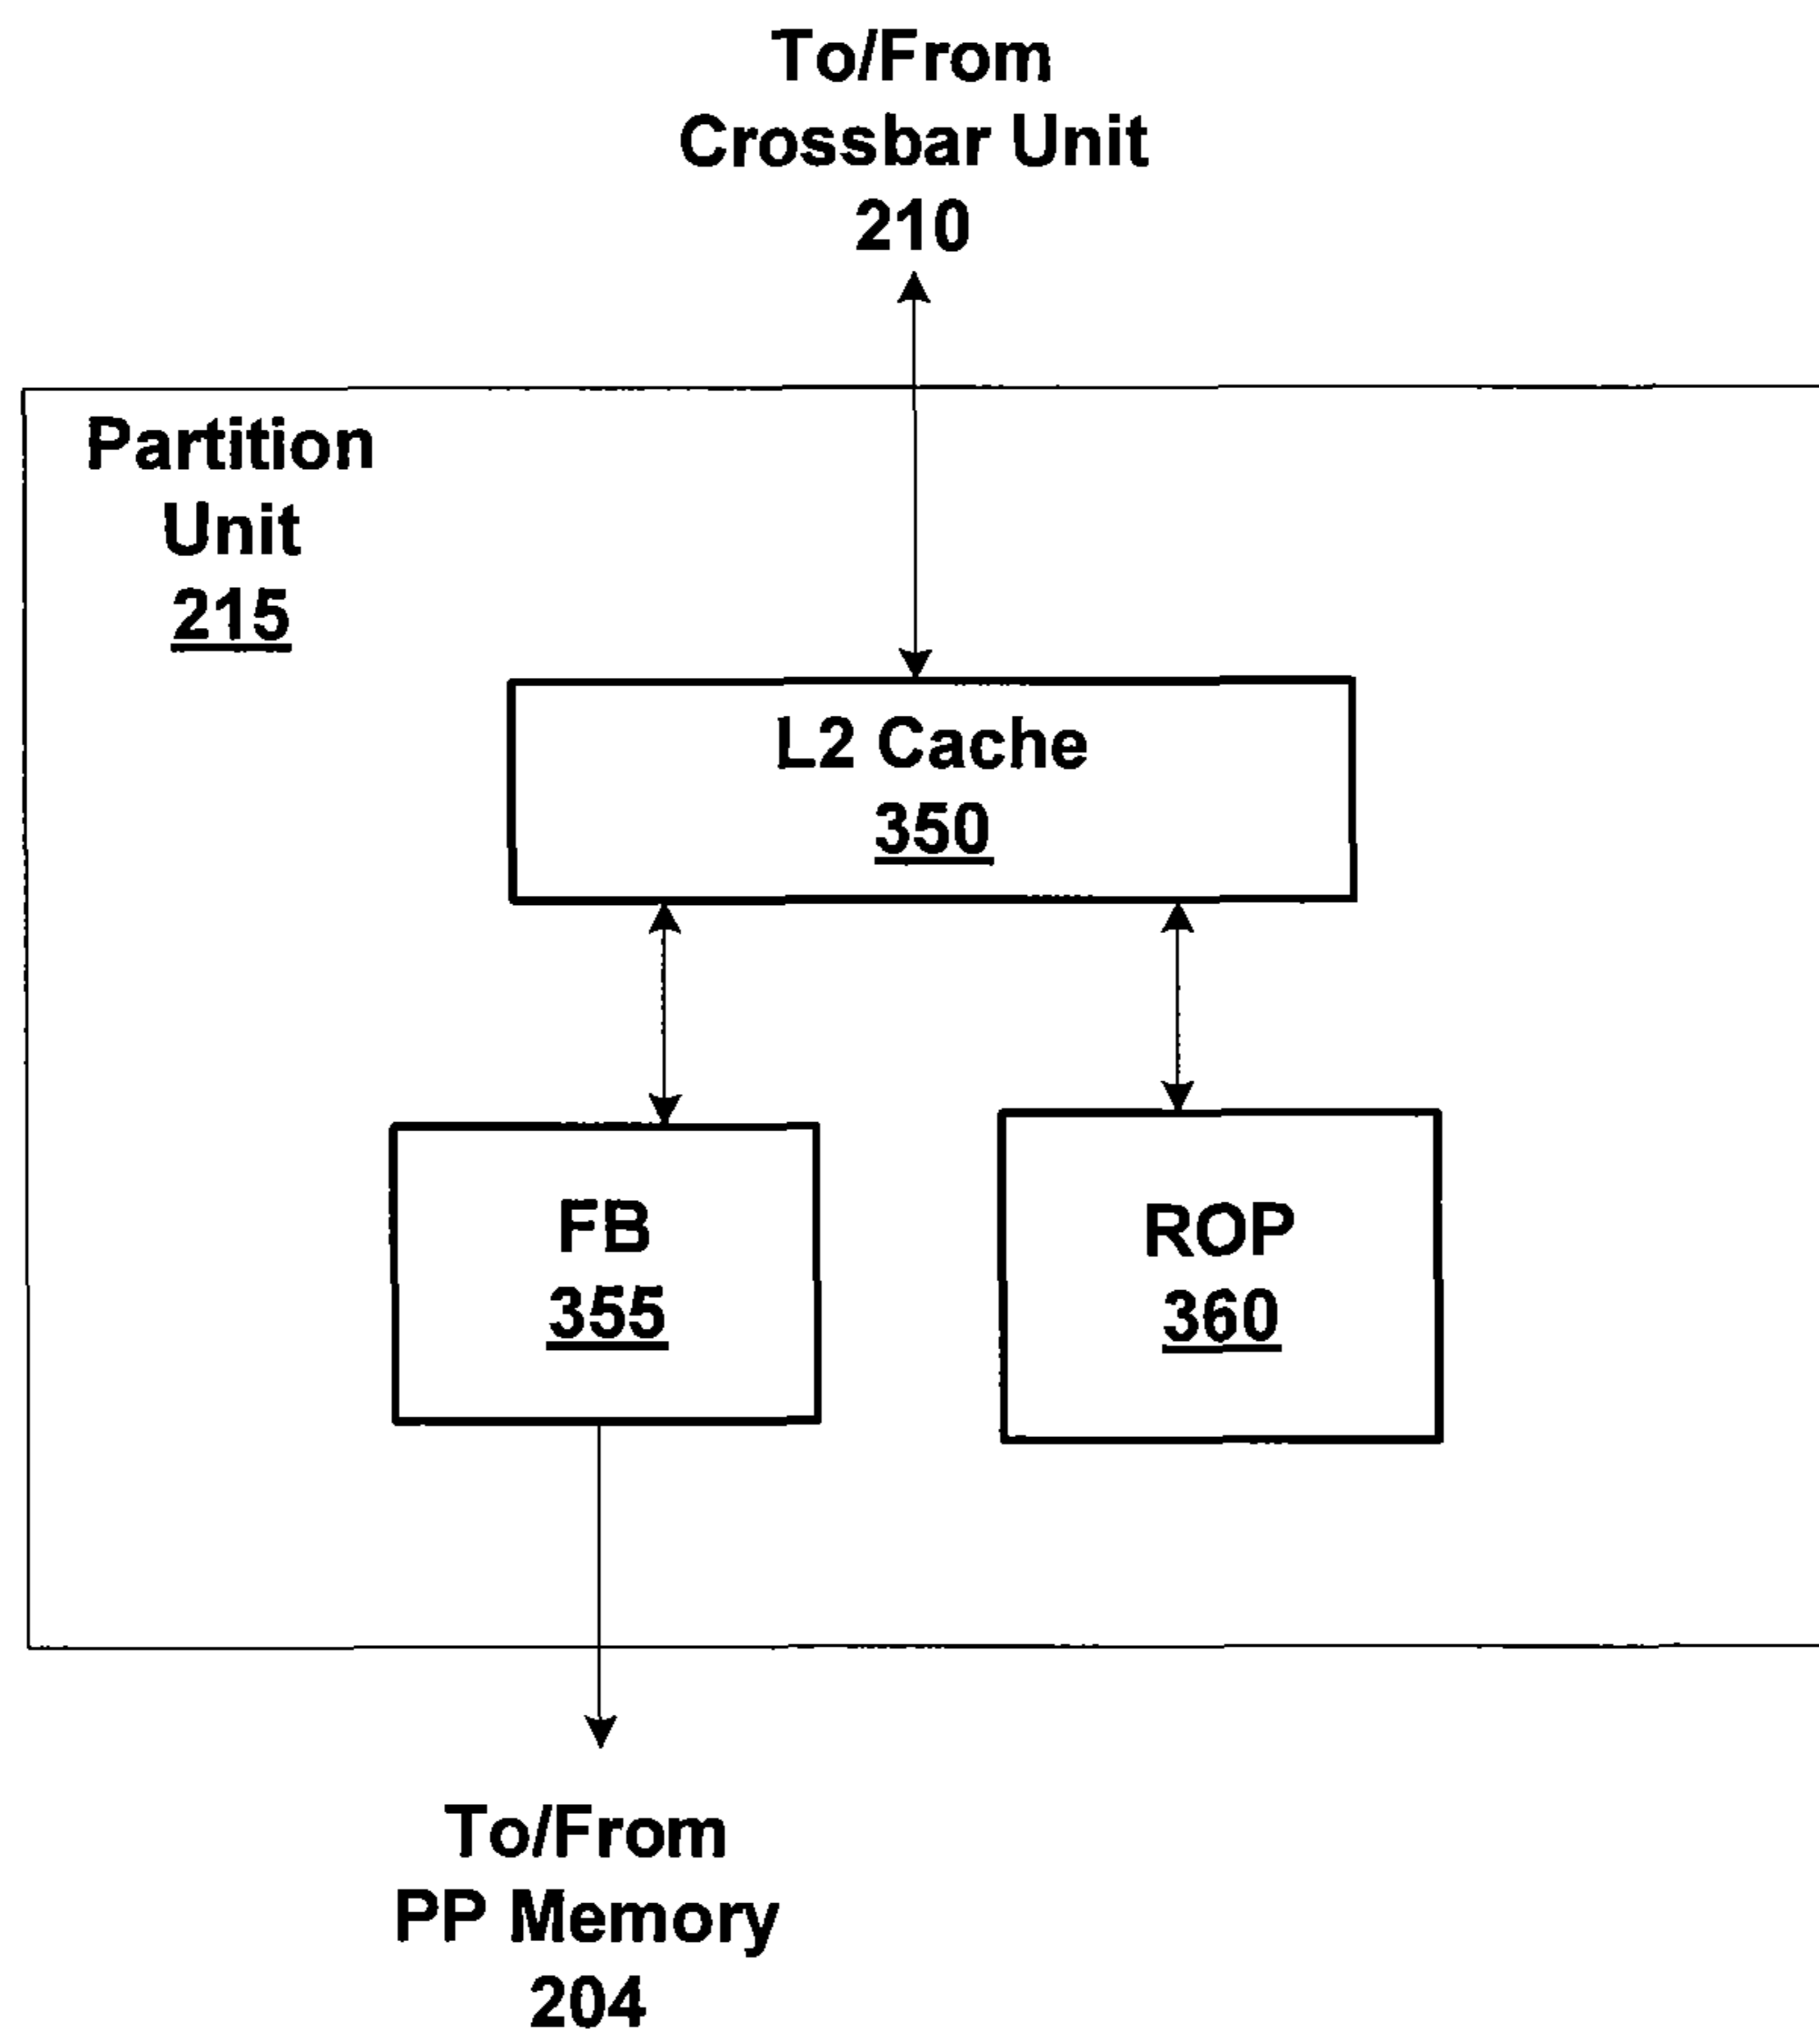 To/From
Crossbar Unit
210
Partition
Unit
215
L2 Cache
350
FB
355
ROP
360
To/From
PP Memory
204